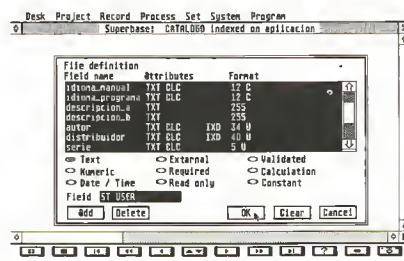 Desk Project Record Process Set System Program
Superbase: CATALOGO indexed on aplicacion
File definition
Field name Attributes Format
idioma_manual TXT CLC 12 C
idioma_programa TXT CLC 12 C
descripcion_a TXT 255
descripcion_b TXT 255
autor TXT CLC IXD 34 U
distribuidor TXT CLC IXD 40 U
serie TXT CLC 5 U
Text External Validated
Numeric Required Calculation
Date / Time Read only Constant
Field ST USER
Add Delete OK Clear Cancel